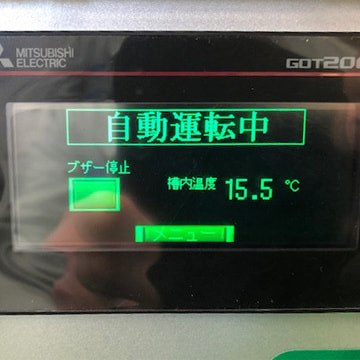 MITSUBISHI
ELECTRIC
GOT200
自動運転中
ブザー停止
槽内温度 15.5 ℃
メニュー